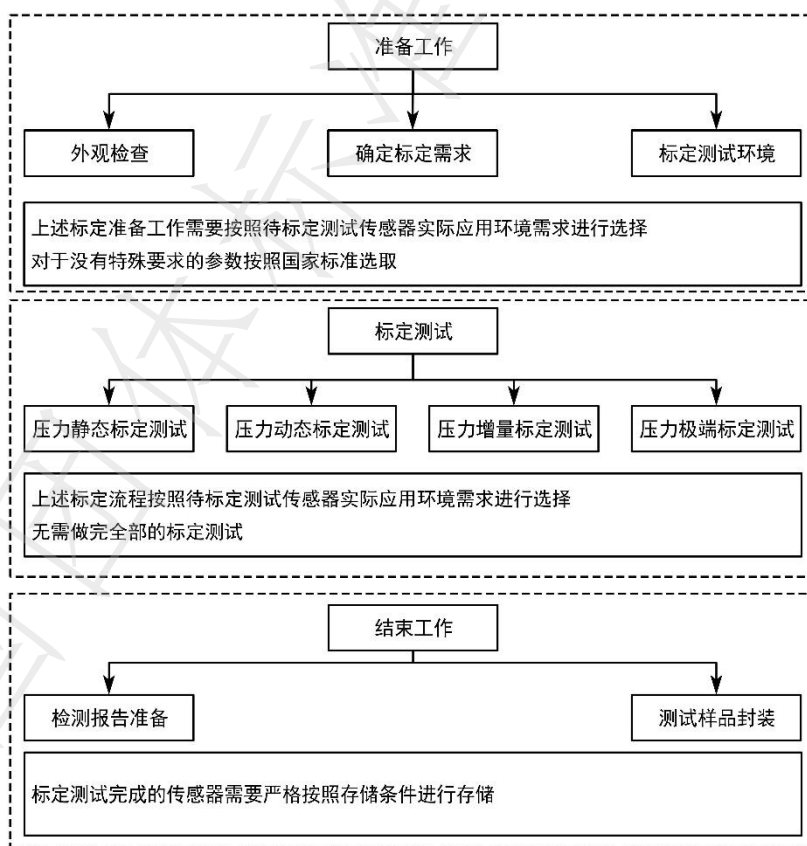 准备工作
外观检查
确定标定需求
标定测试环境
上述标定准备工作需要按照待标定测试传感器实际应用环境需求进行选择
对于没有特殊要求的参数按照国家标准选取
标定测试
压力静态标定测试
压力动态标定测试
压力增量标定测试
压力极端标定测试
上述标定流程按照待标定测试传感器实际应用环境需求进行选择
无需做完全部的标定测试
结束工作
检测报告准备
测试样品封装
标定测试完成的传感器需要严格按照存储条件进行存储
国团体标准